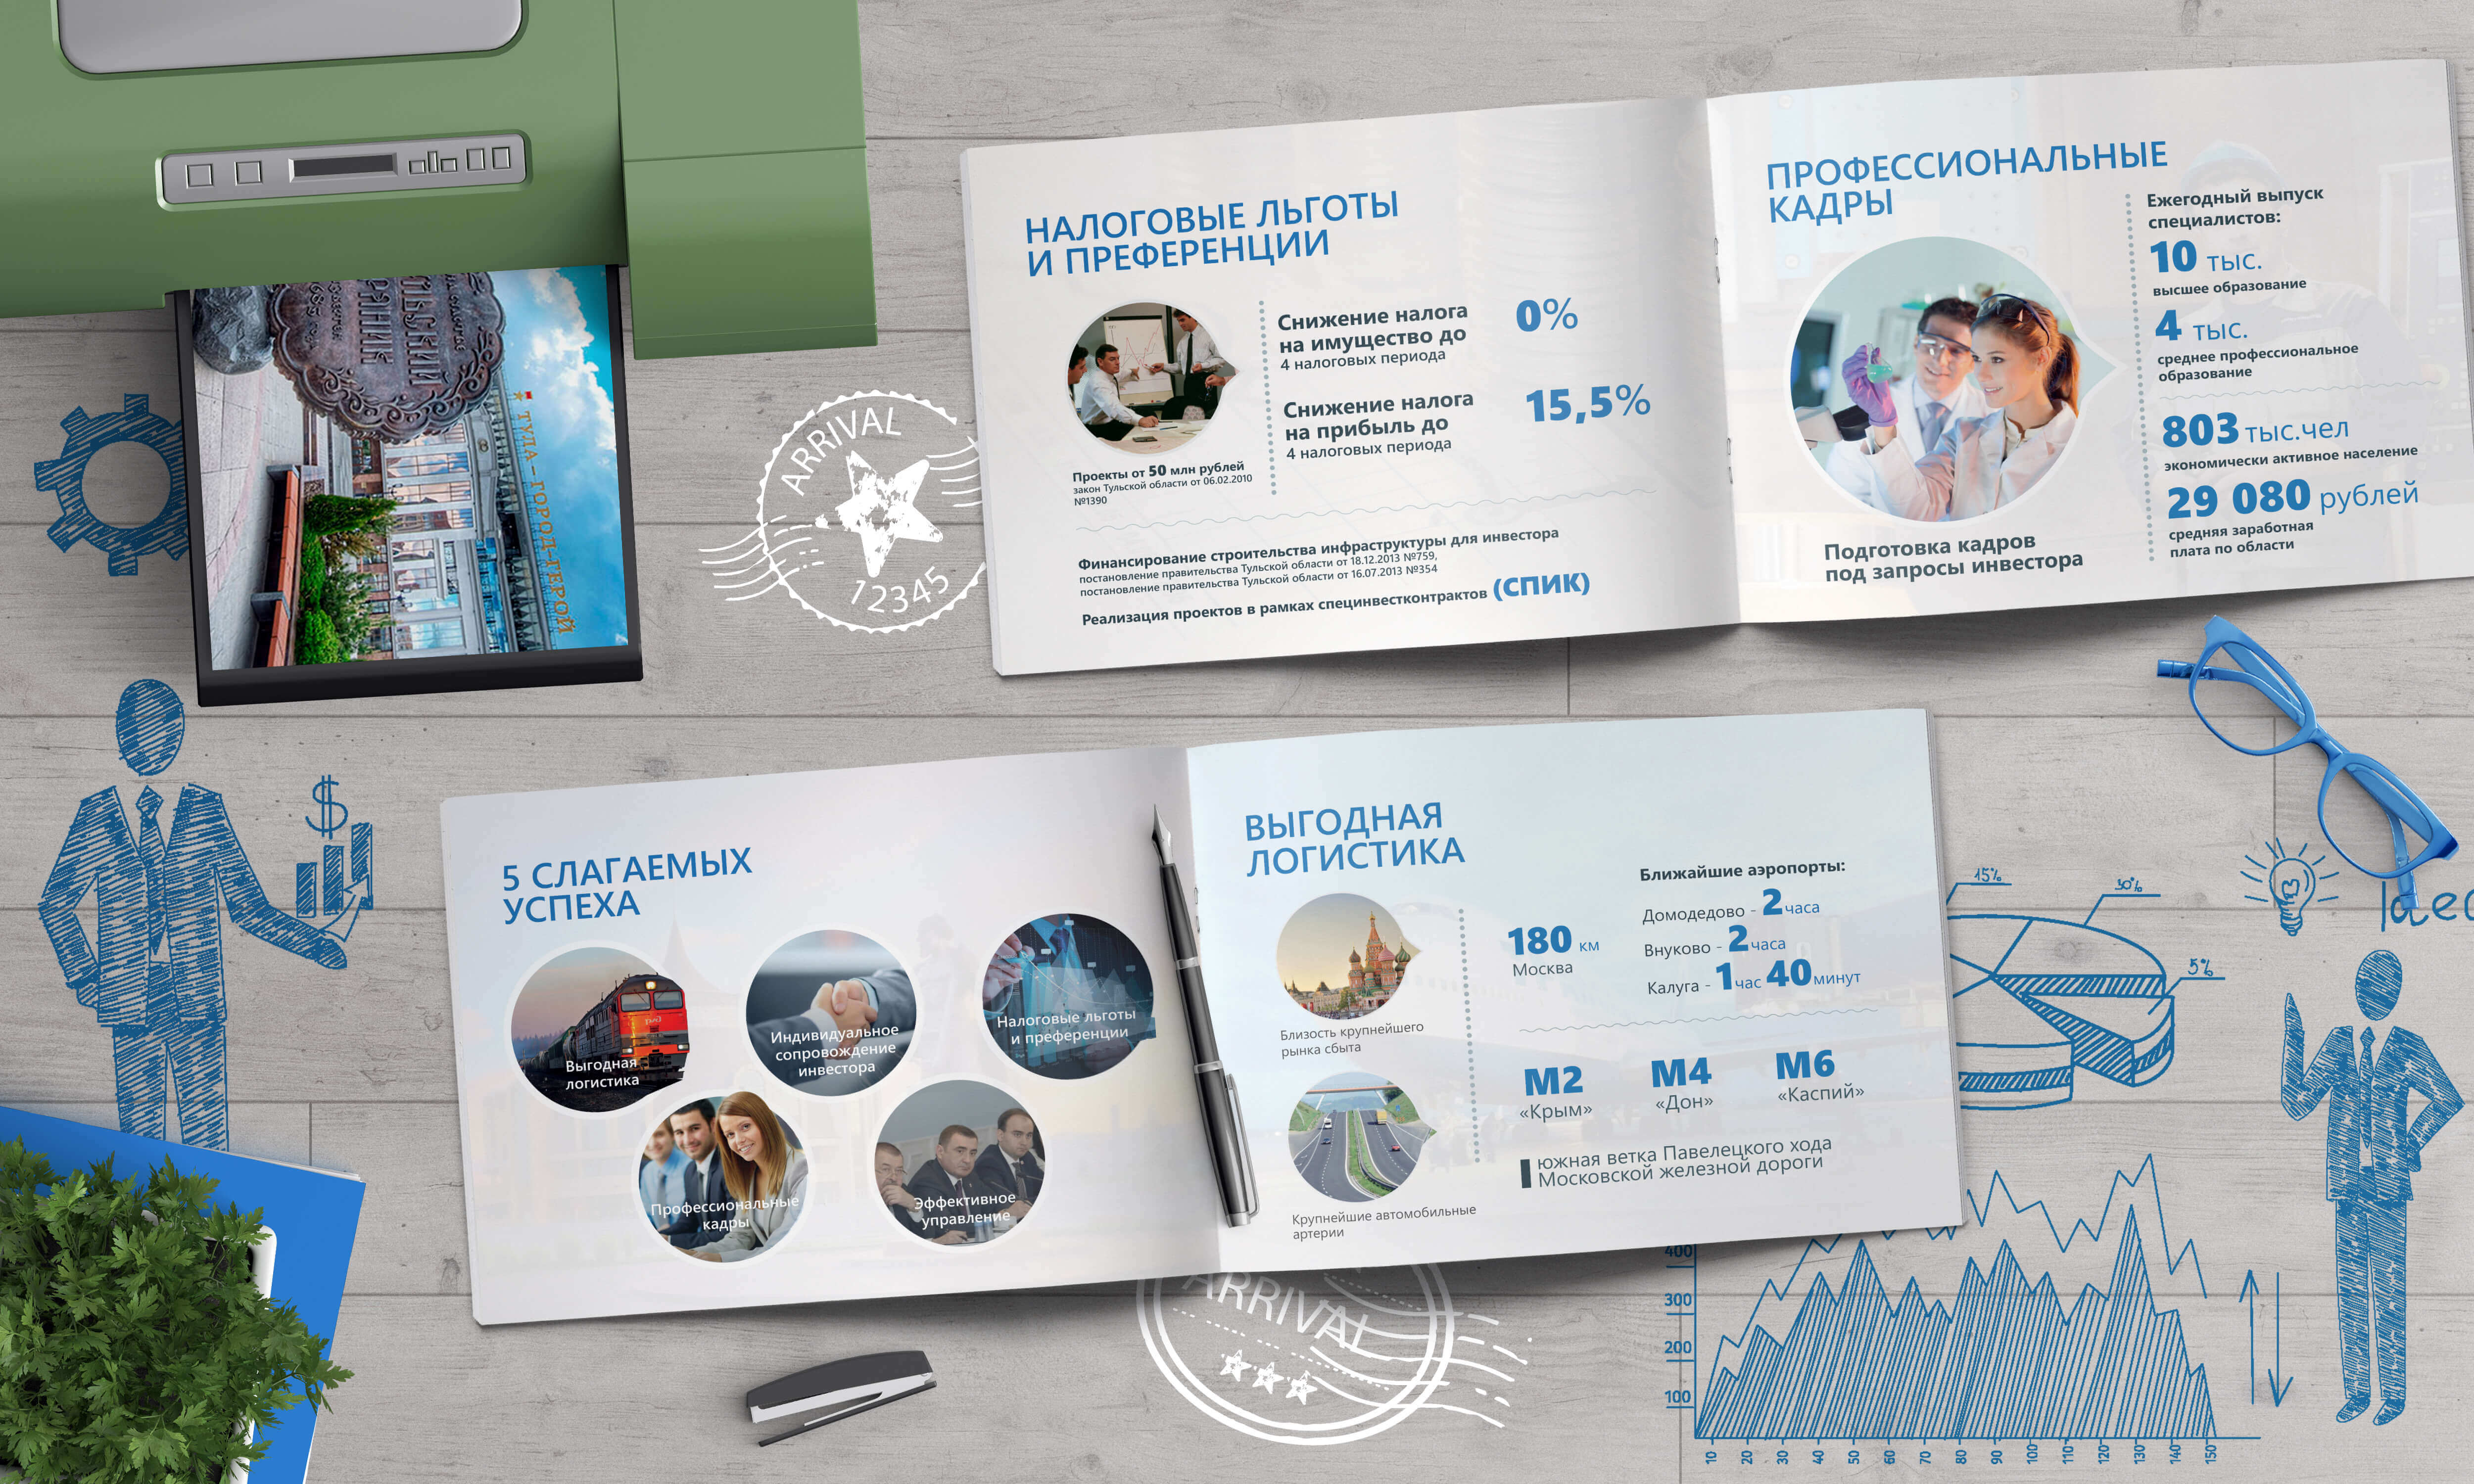 ТУЛА – ГОРОД-ГЕРОЙ
ARRIVAL
12345
НАЛОГОВЫЕ ЛЬГОТЫ
И ПРЕФЕРЕНЦИИ
Проекты от 50 млн рублей
закон Тульской области от 06.02.2010
№1390
Снижение налога
на имущество до
4 налоговых периода
0%
Снижение налога
на прибыль до
4 налоговых периода
15,5%
Финансирование строительства инфраструктуры для инвестора
постановление правительства Тульской области от 18.12.2013 №759,
постановление правительства Тульской области от 16.07.2013 №354
Реализация проектов в рамках специнвестконтрактов (СПИК)
ПРОФЕССИОНАЛЬНЫЕ
КАДРЫ
Подготовка кадров
под запросы инвестора
Ежегодный выпуск
специалистов:
10 тыс.
высшее образование
4 тыс.
среднее профессиональное
образование
803 тыс.чел
экономически активное население
29 080 рублей
средняя заработная
плата по области
$
5 СЛАГАЕМЫХ
УСПЕХА
Выгодная
логистика
Индивидуальное
сопровождение
инвестора
Налоговые льготы
и преференции
Профессиональные
кадры
Эффективное
управление
ВЫГОДНАЯ
ЛОГИСТИКА
Близость крупнейшего
рынка сбыта
Крупнейшие автомобильные
артерии
180 км
Москва
Ближайшие аэропорты:
Домодедово - 2 часа
Внуково - 2 часа
Калуга - 1 час 40 минут
М2
«Крым»
М4
«Дон»
М6
«Каспий»
южная ветка Павелецкого хода
Московской железной дороги
15%
30%
5%
ARRIVAL
400
300
200
100
10 20 30 40 50 60 70 80 90 100 110 120 130 140 150